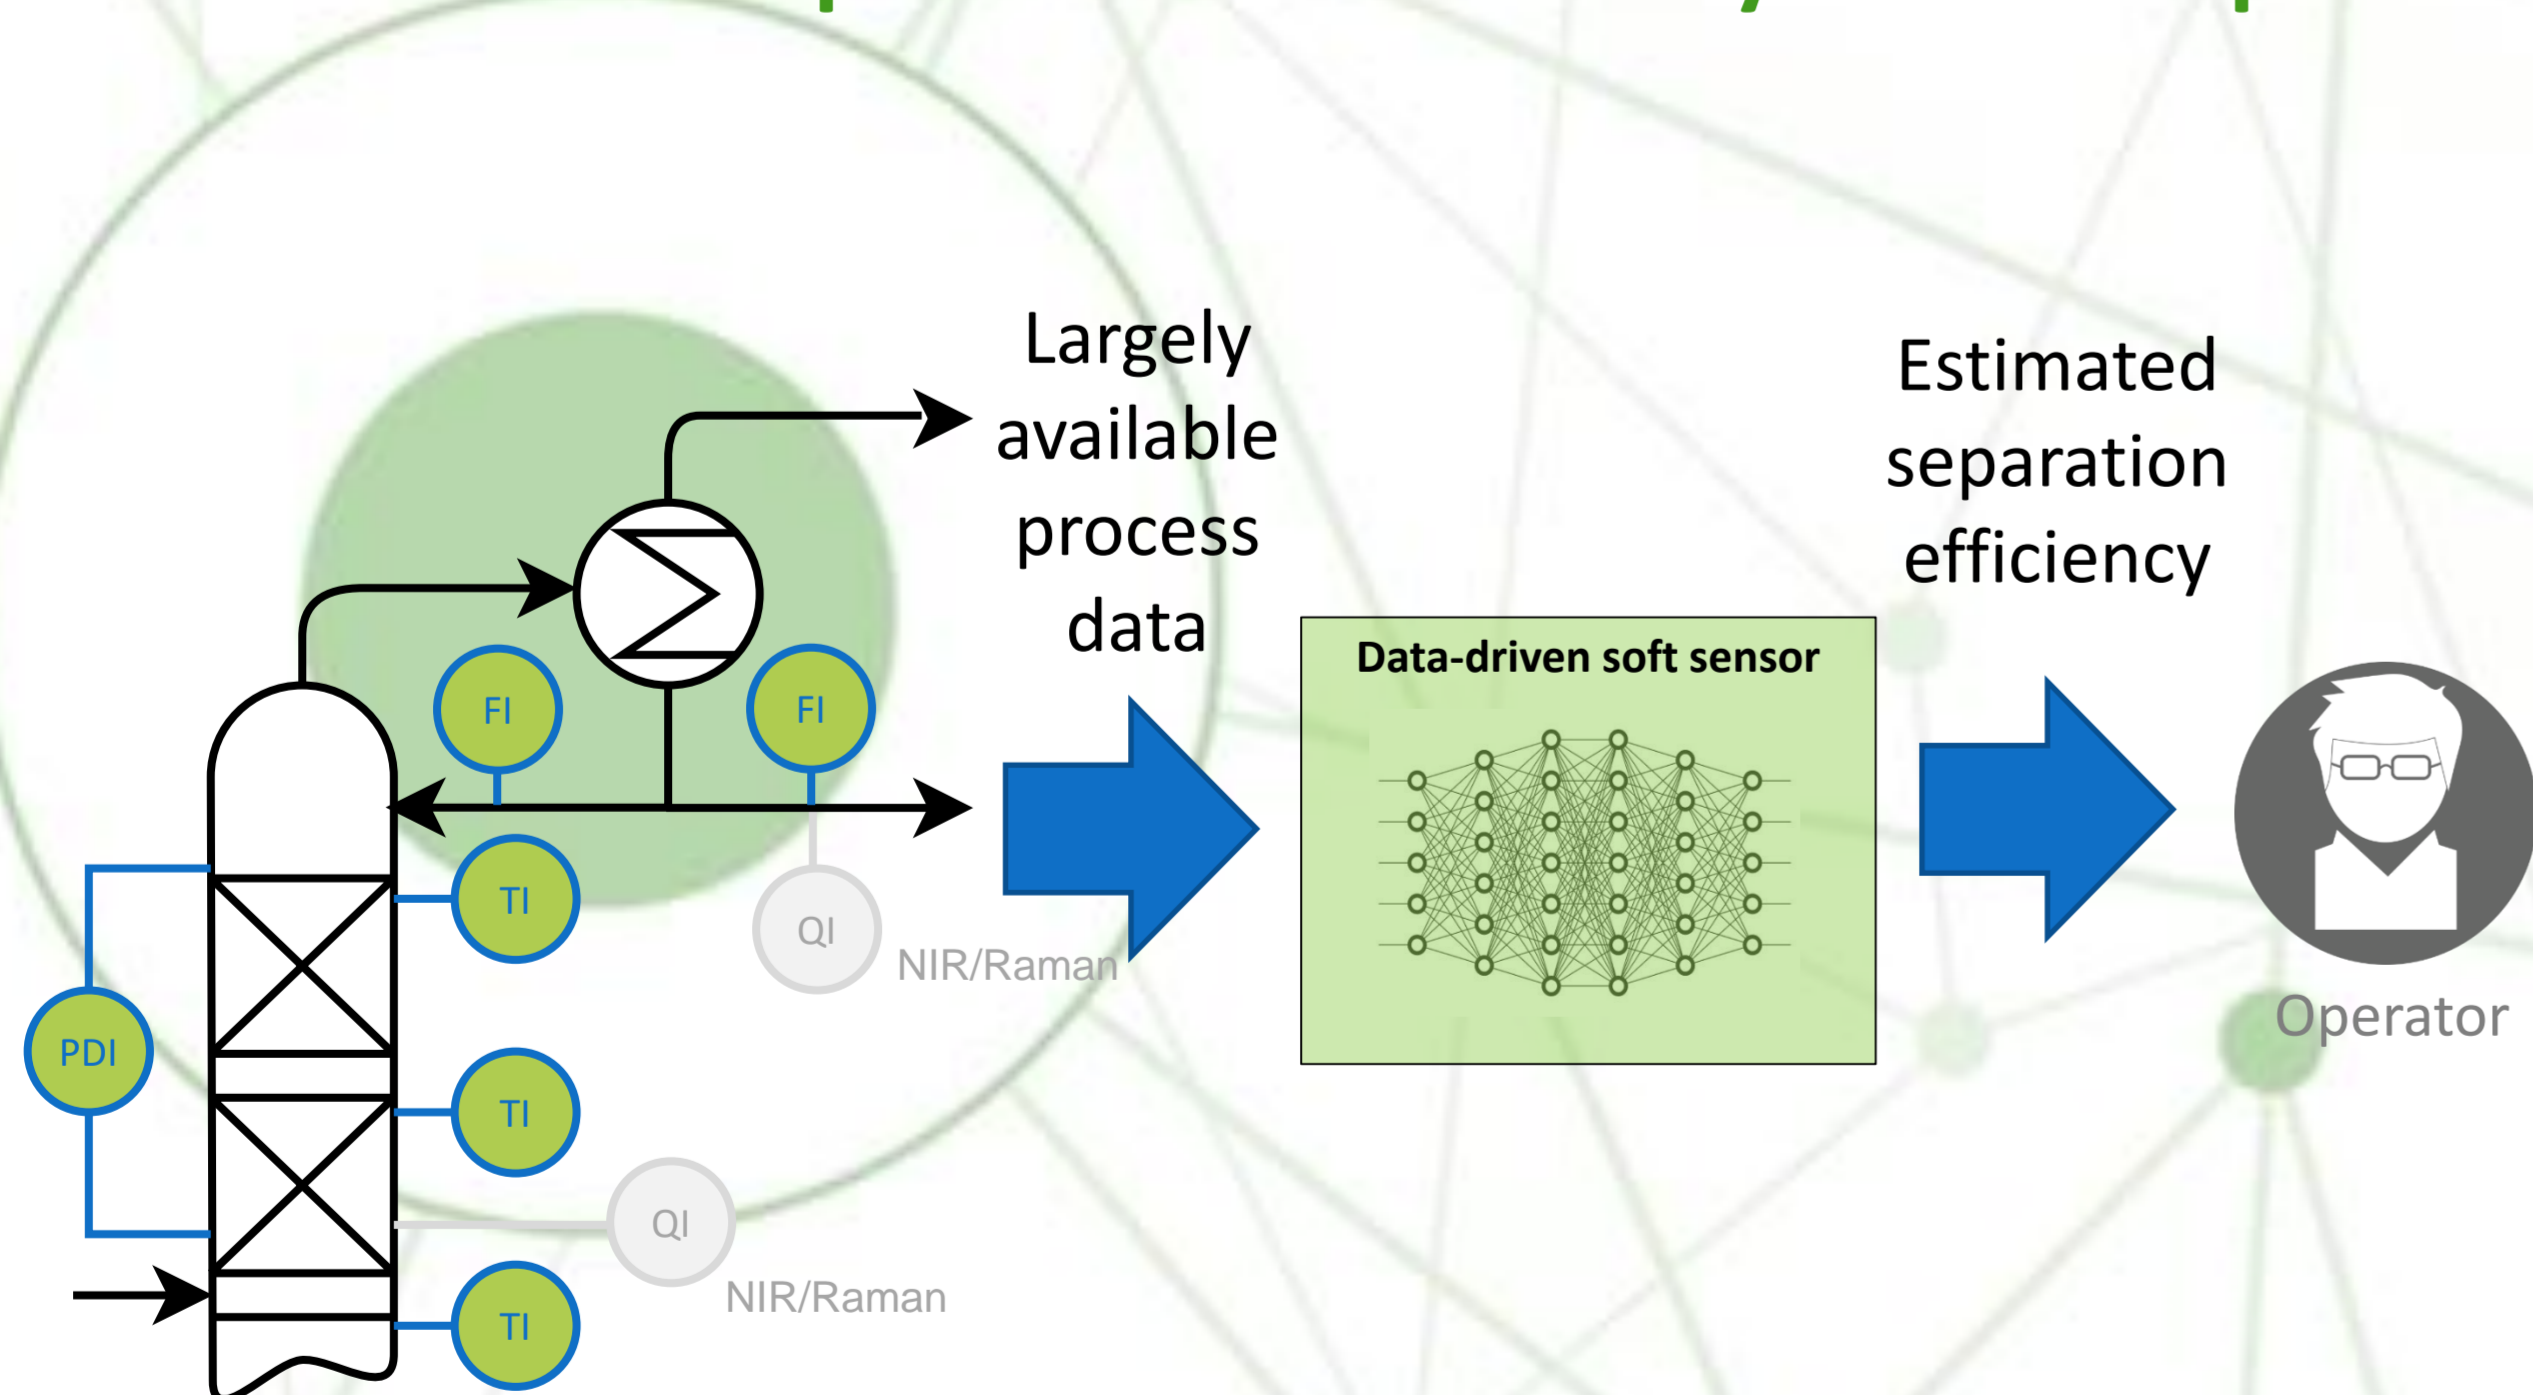 Largely
available
process
data
Estimated
separation
efficiency
Data-driven soft sensor
FI
FI
TI
QI
NIR/Raman
PDI
TI
QI
NIR/Raman
TI
Operator